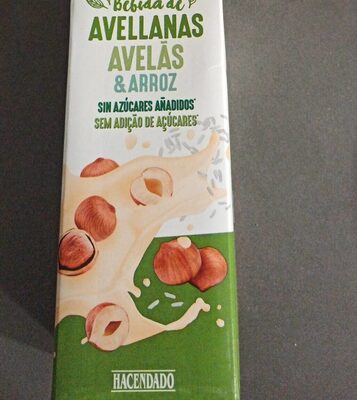 Bebida de
AVELLANAS
AVELÃS
& ARROZ
SIN AZÚCARES AÑADIDOS*
SEM ADIÇÃO DE AÇÚCARES*
HACENDADO